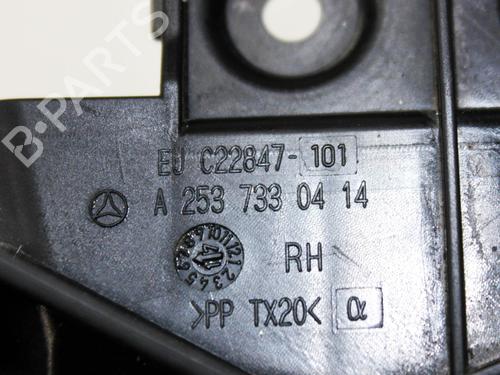 B-PARTS
EU C22847-101
A 253 733 04 14
RH
>PP TX20< α